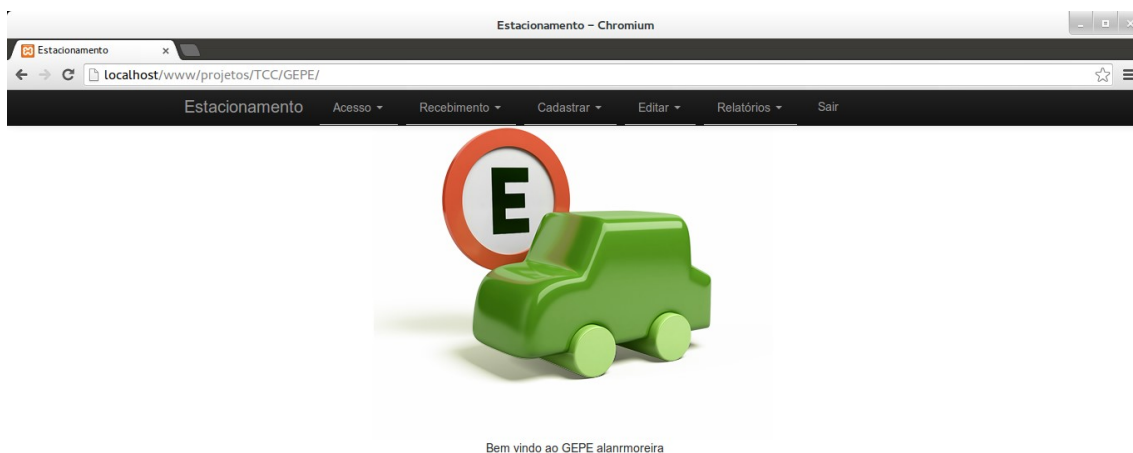 Estacionamento - Chromium
Estacionamento
localhost/www/projetos/TCC/GEPE/
Estacionamento Acesso Recebimento Cadastrar Editar Relatórios Sair
E
Bem vindo ao GEPE alanrmoreira